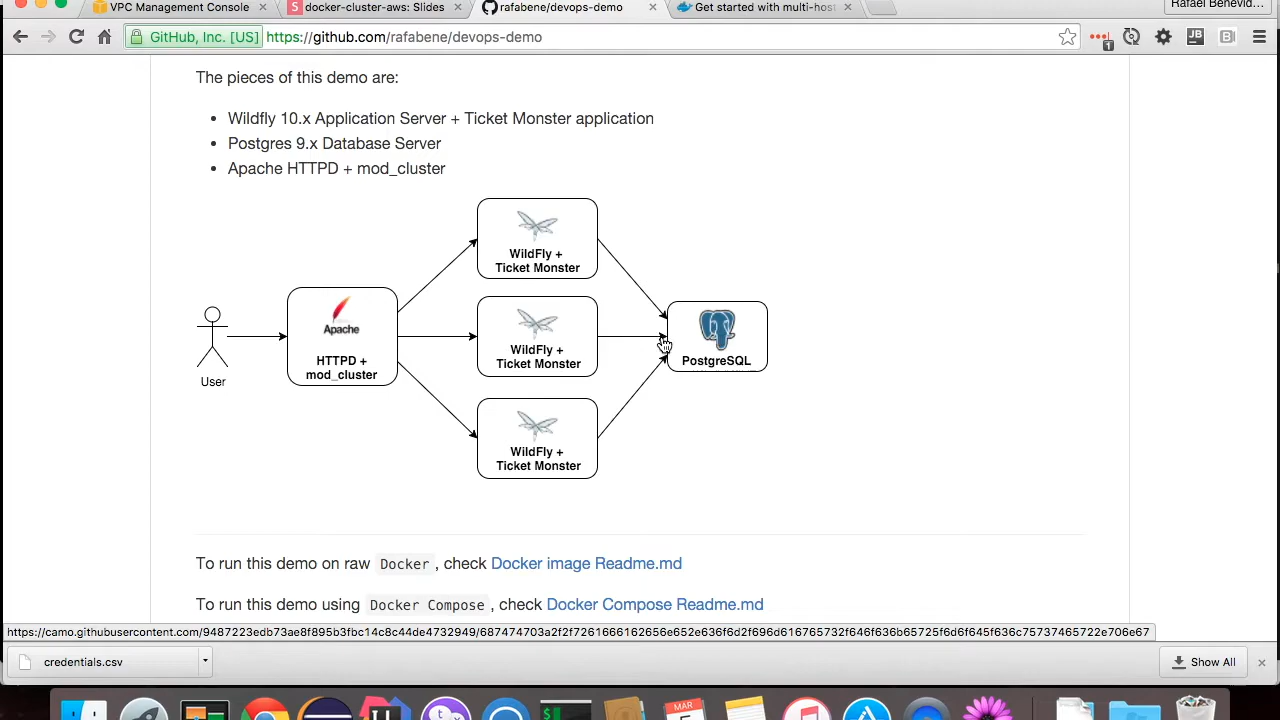 VPC Management Console
docker-cluster-aws: Slides
rafabene/devops-demo
Get started with multi-host
Rafael Benevid...
GitHub, Inc. [US]
https://github.com/rafabene/devops-demo
1
JB
B
The pieces of this demo are:
Wildfly 10.x Application Server + Ticket Monster application
Postgres 9.x Database Server
Apache HTTPD + mod_cluster
WildFly +
Ticket Monster
Apache
HTTPD +
mod_cluster
User
WildFly +
Ticket Monster
PostgreSQL
WildFly +
Ticket Monster
To run this demo on raw Docker, check Docker image Readme.md
To run this demo using Docker Compose, check Docker Compose Readme.md
https://camo.githubusercontent.com/9487223edb73ae8f895b3fbc14c8c44de4732949/687474703a2f2f7261666162656e652e636f6d2f696d616765732f646f636b65725f6d6f645f636c75737465722e706e67
credentials.csv
Show All
MAR